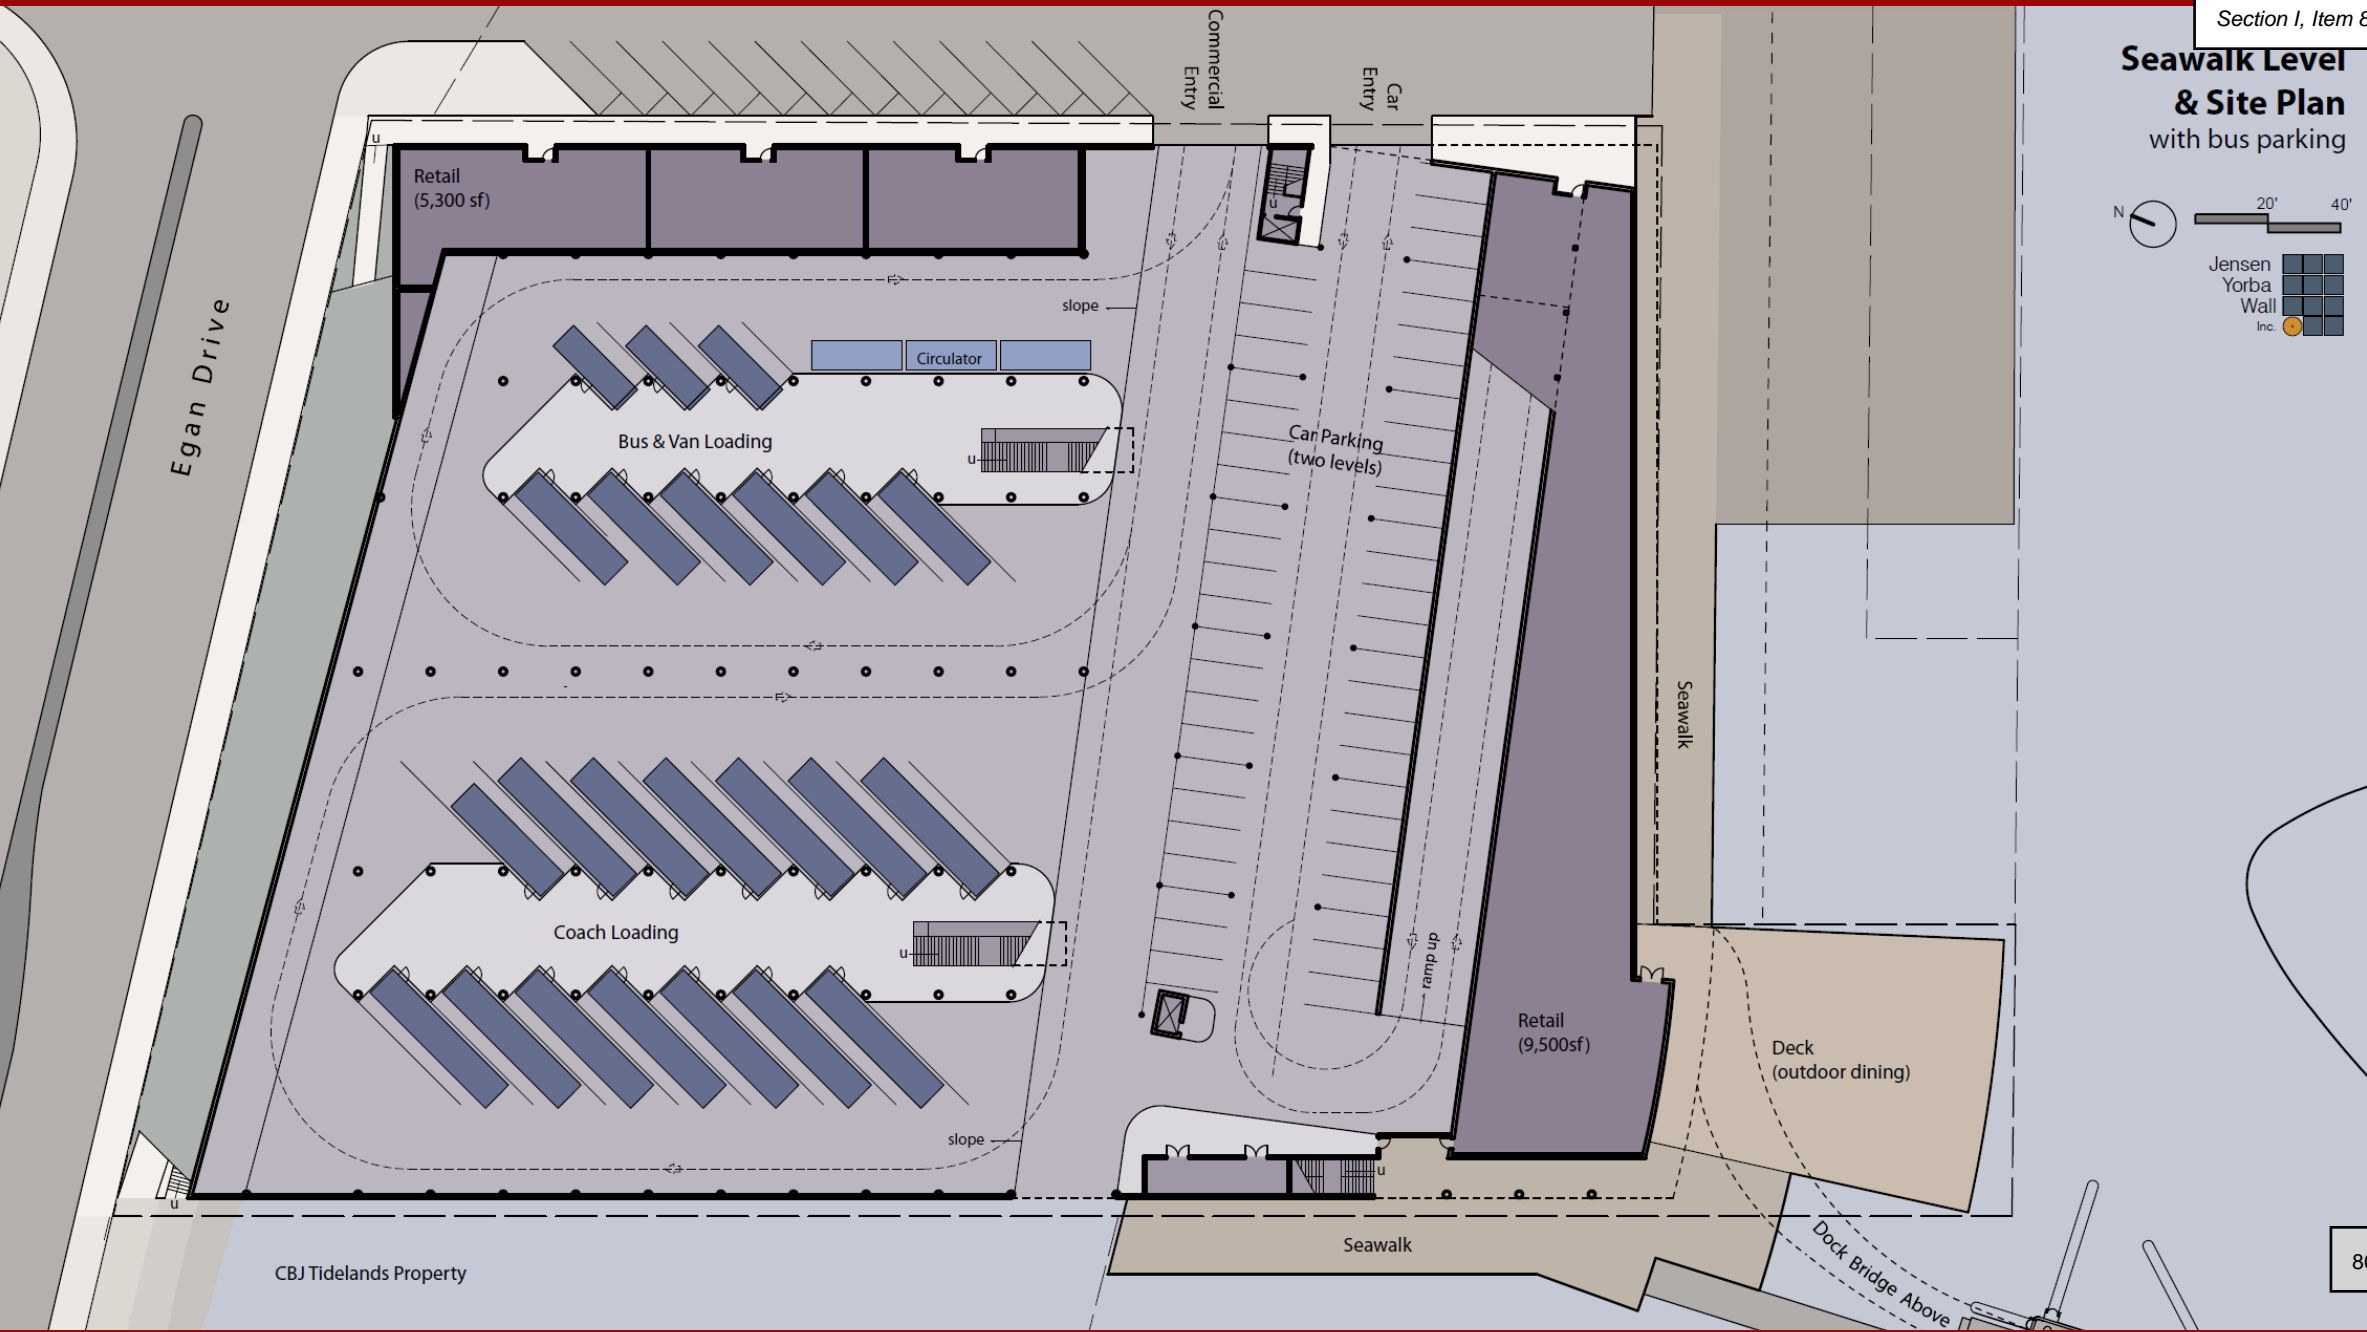 Section I, Item 8
Seawalk Level
& Site Plan
with bus parking
N
20'
40'
Jensen
Yorba
Wall
Inc.
Commercial
Entry
Car
Entry
u
Retail
(5,300 sf)
u
Egan Drive
slope
Circulator
Bus & Van Loading
u
Car Parking
(two levels)
Seawalk
Coach Loading
u
ramp up
Retail
(9,500sf)
Deck
(outdoor dining)
slope
u
u
Seawalk
Dock Bridge Above
CBJ Tidelands Property